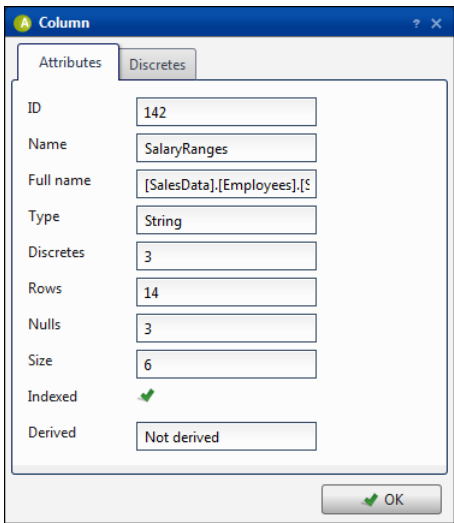 A Column ? ×
Attributes Discretes
ID 142
Name SalaryRanges
Full name [SalesData].[Employees].[S
Type String
Discretes 3
Rows 14
Nulls 3
Size 6
Indexed
Derived Not derived
OK